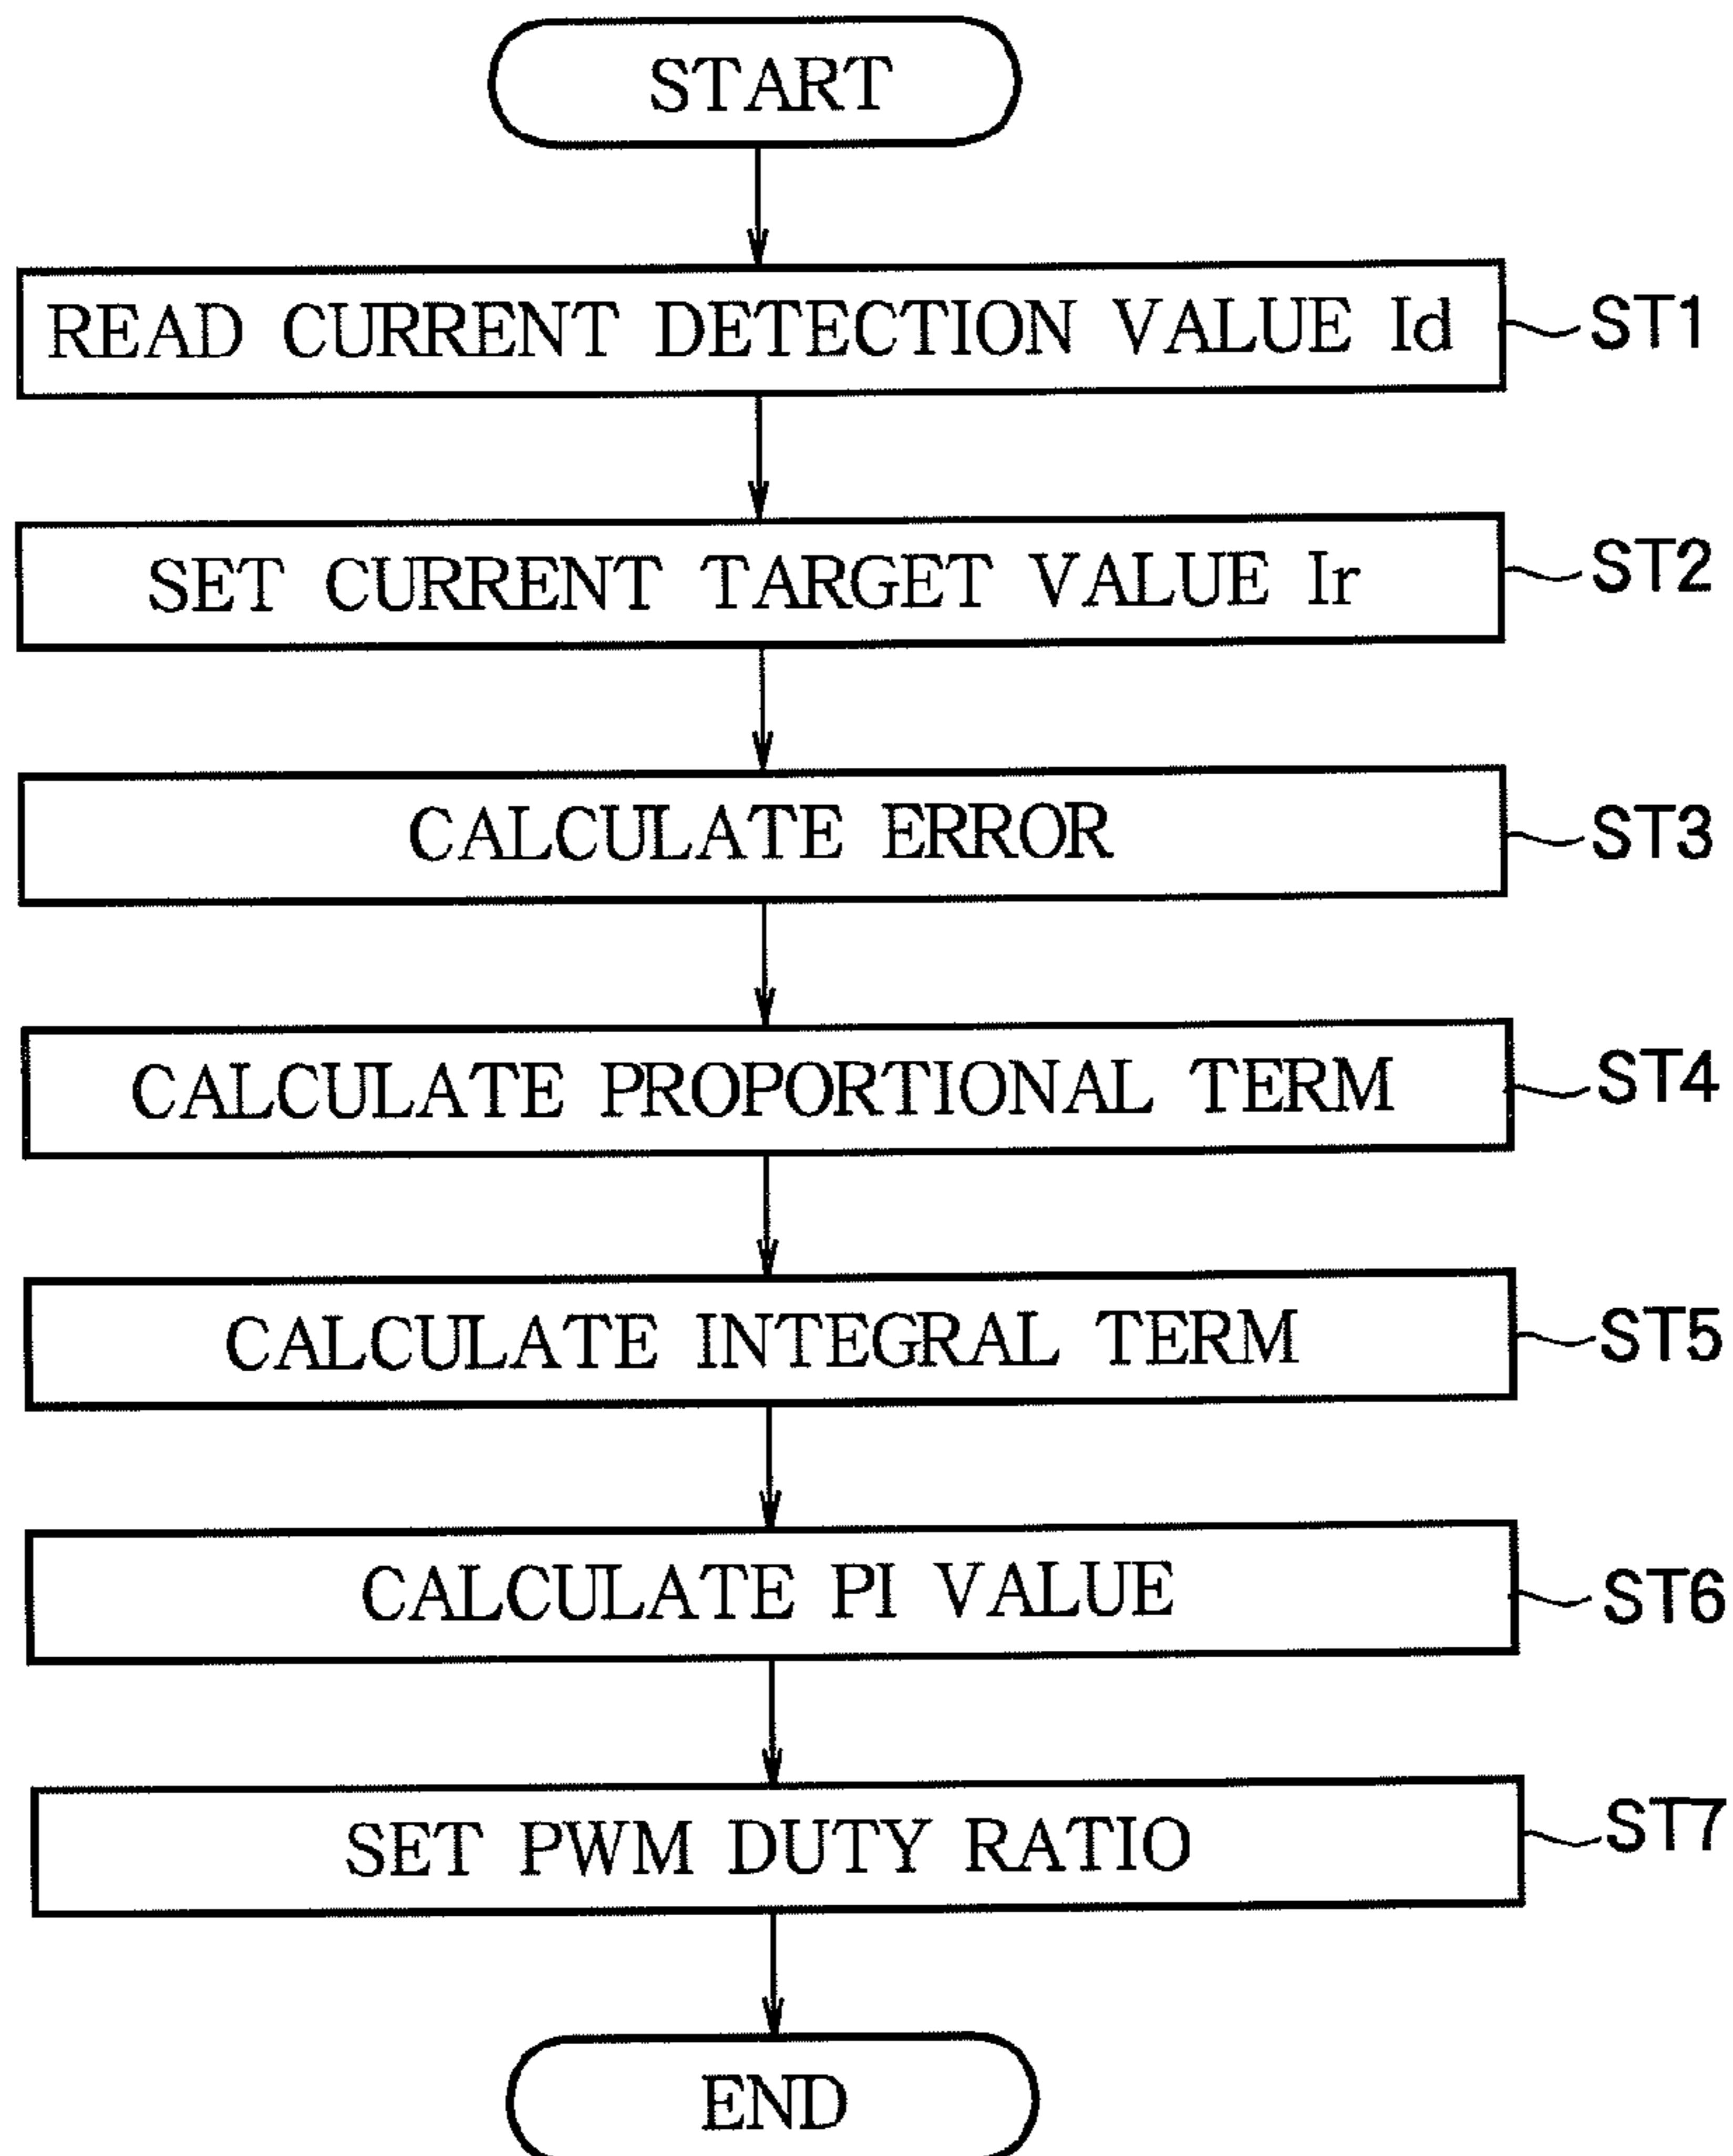 START
READ CURRENT DETECTION VALUE Id ST1
SET CURRENT TARGET VALUE Ir ST2
CALCULATE ERROR ST3
CALCULATE PROPORTIONAL TERM ST4
CALCULATE INTEGRAL TERM ST5
CALCULATE PI VALUE ST6
SET PWM DUTY RATIO ST7
END